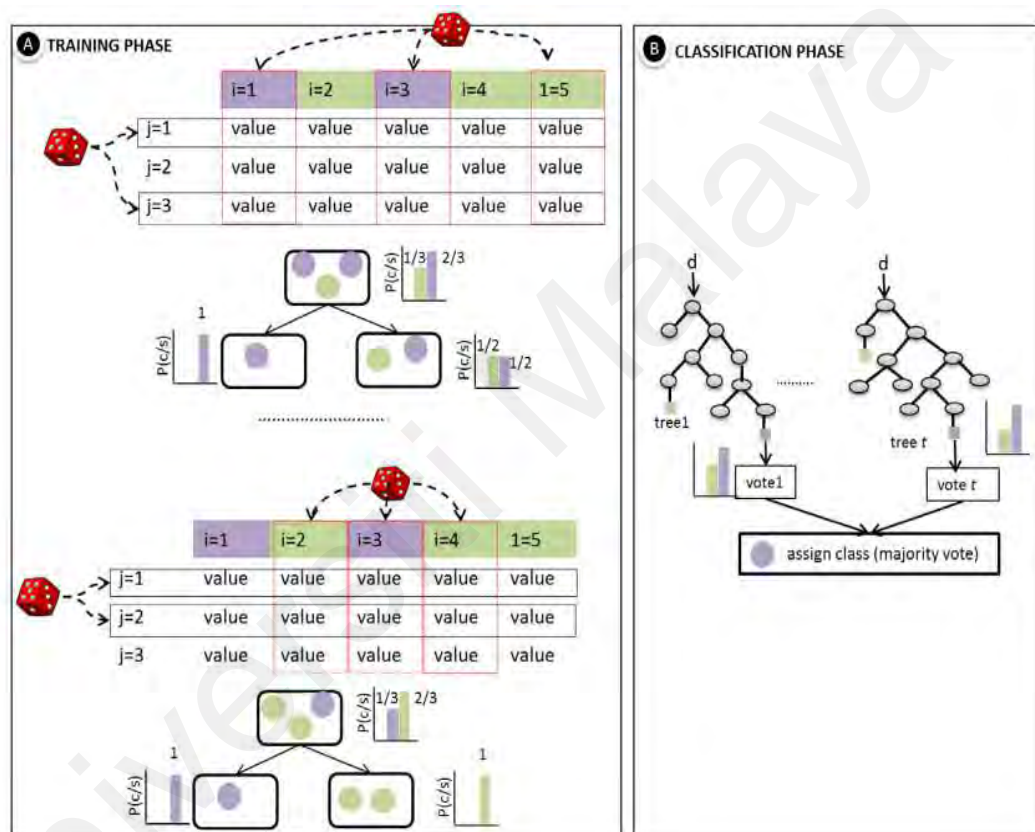 A TRAINING PHASE
i=1 i=2 i=3 i=4 1=5
j=1 value value value value value
j=2 value value value value value
j=3 value value value value value
P(c/s) 1/3 2/3
P(c/s) 1
P(c/s) 1/2 1/2
i=1 i=2 i=3 i=4 1=5
j=1 value value value value value
j=2 value value value value value
j=3 value value value value value
P(c/s) 1/3 2/3
P(c/s) 1
P(c/s) 1
B CLASSIFICATION PHASE
d d
tree1
tree t
vote1 vote t
assign class (majority vote)
niversiti Malaya